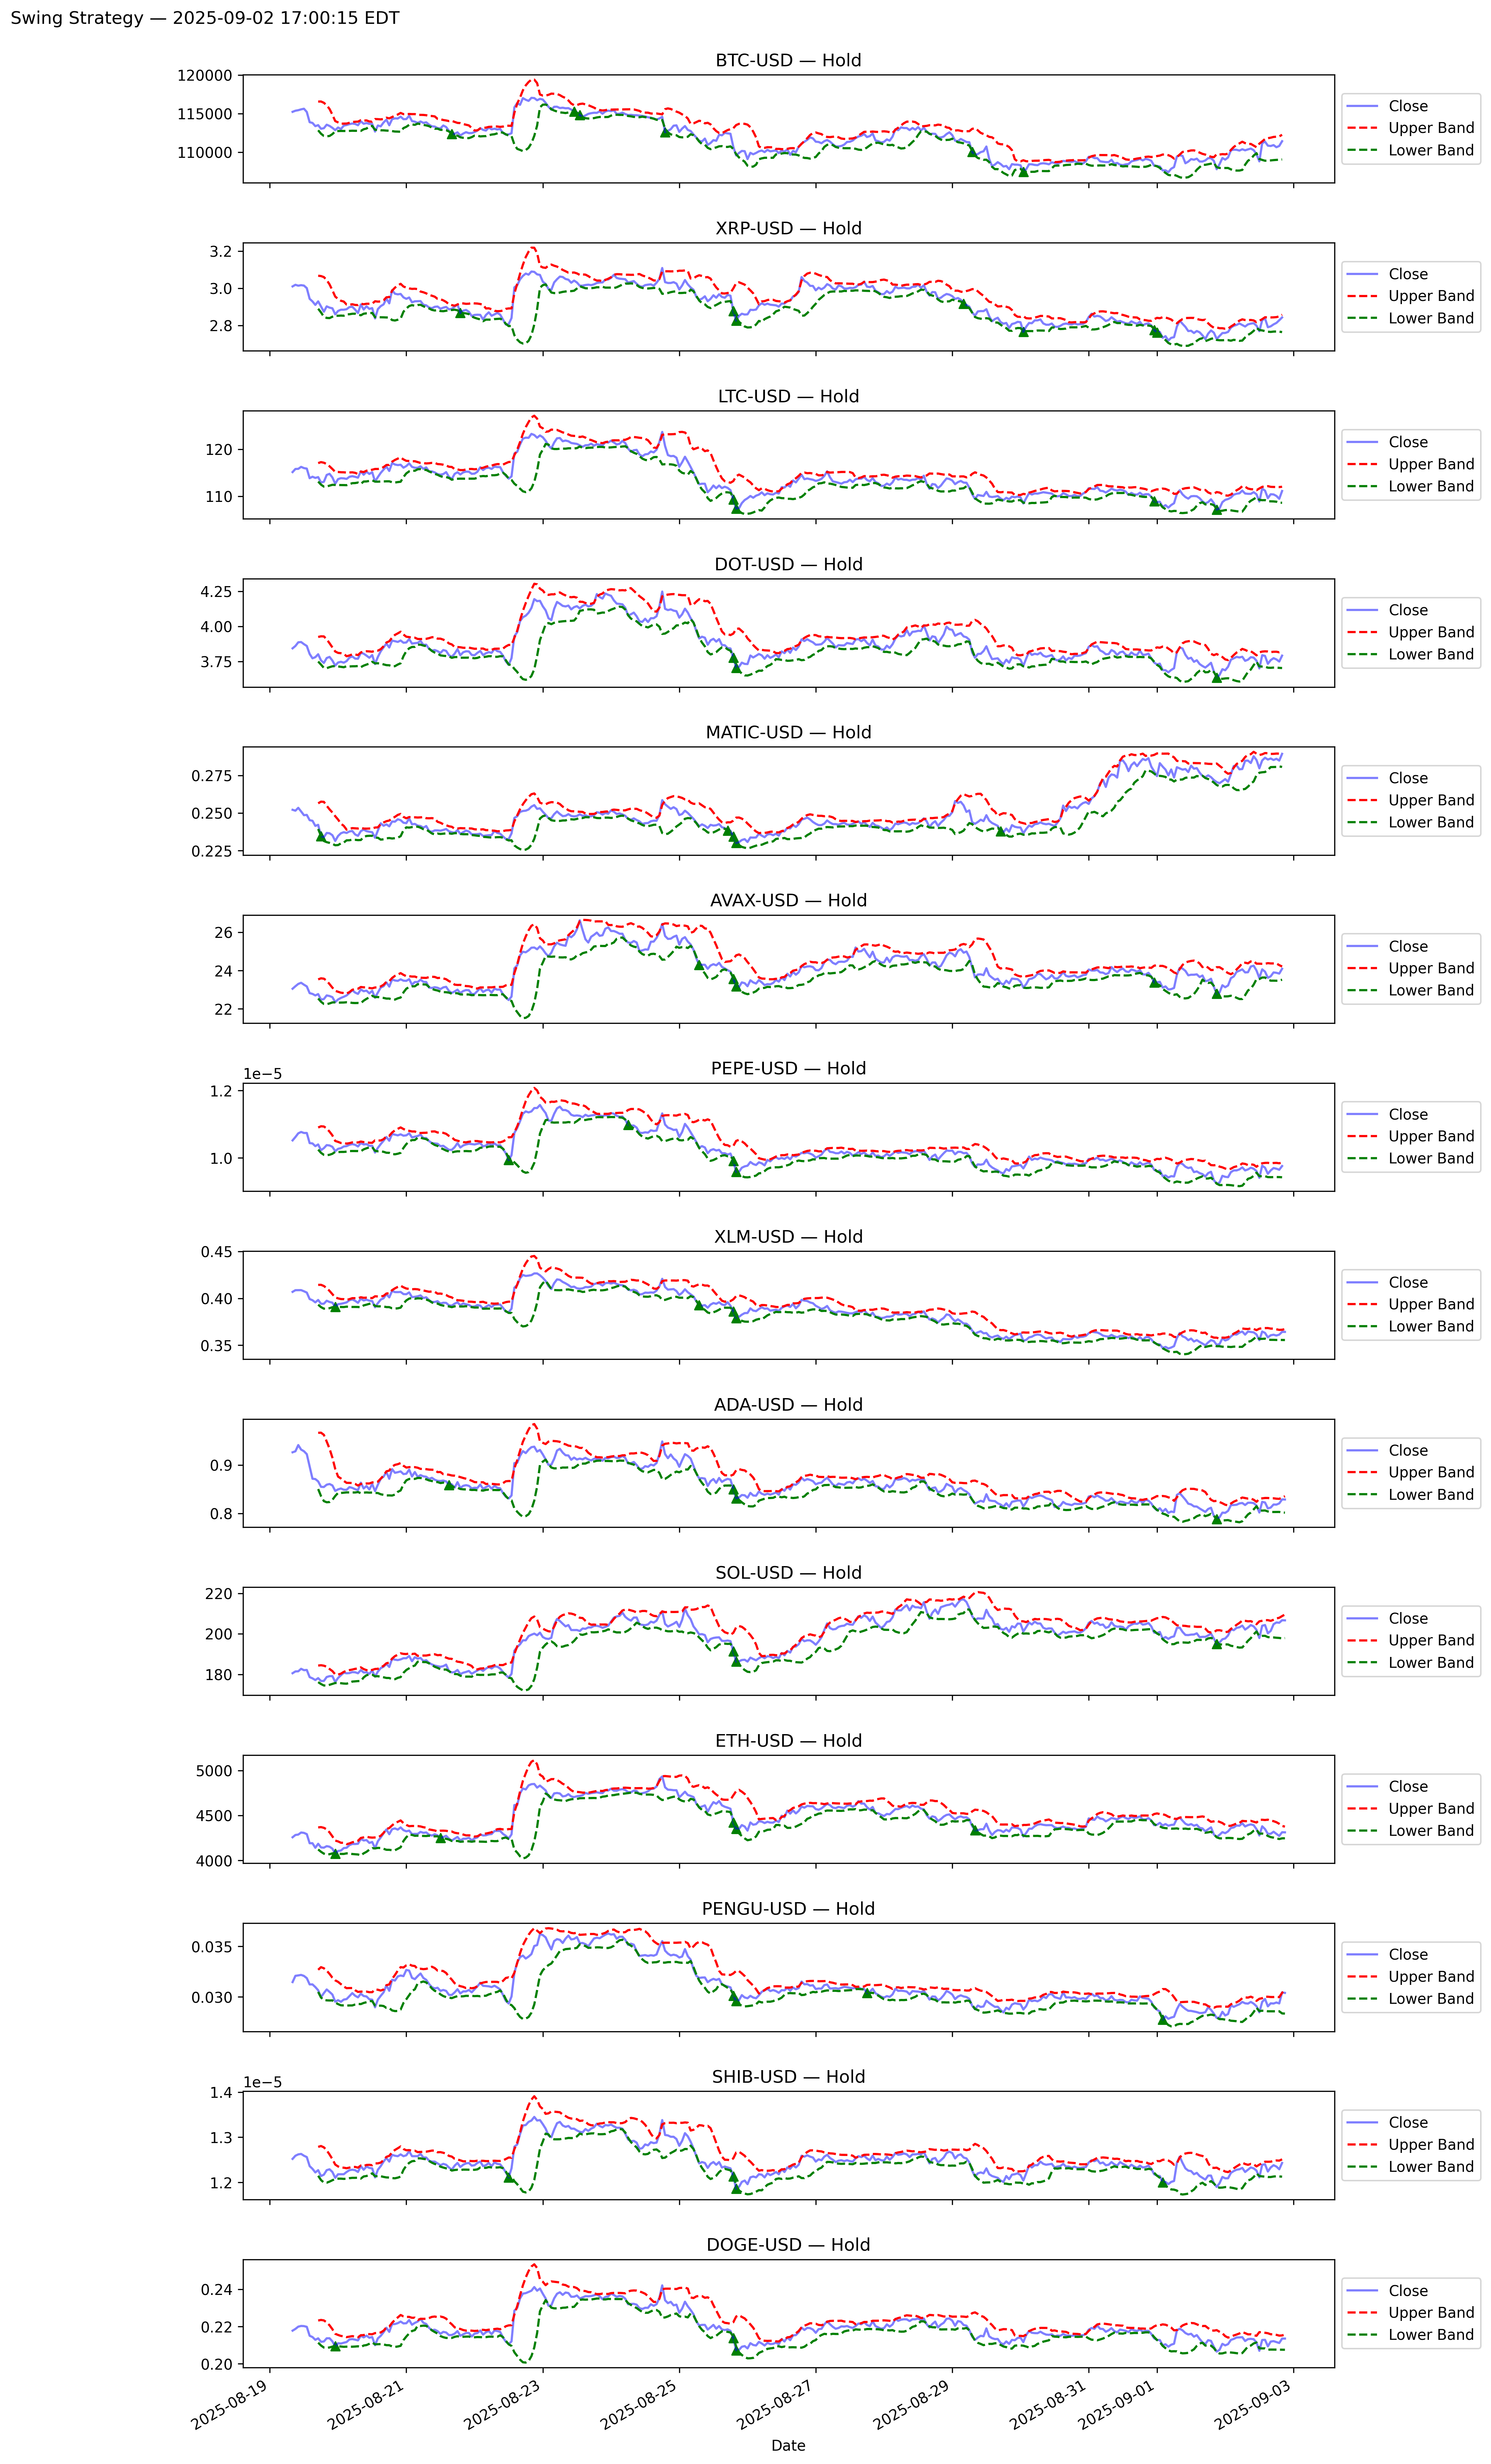 Swing Strategy — 2025-09-02 17:00:15 EDT
BTC-USD — Hold
120000
115000
110000
Close
Upper Band
Lower Band
XRP-USD — Hold
3.2
3.0
2.8
Close
Upper Band
Lower Band
LTC-USD — Hold
120
110
Close
Upper Band
Lower Band
DOT-USD — Hold
4.25
4.00
3.75
Close
Upper Band
Lower Band
MATIC-USD — Hold
0.275
0.250
0.225
Close
Upper Band
Lower Band
AVAX-USD — Hold
26
24
22
Close
Upper Band
Lower Band
PEPE-USD — Hold
1e−5
1.2
1.0
Close
Upper Band
Lower Band
XLM-USD — Hold
0.45
0.40
0.35
Close
Upper Band
Lower Band
ADA-USD — Hold
0.9
0.8
Close
Upper Band
Lower Band
SOL-USD — Hold
220
200
180
Close
Upper Band
Lower Band
ETH-USD — Hold
5000
4500
4000
Close
Upper Band
Lower Band
PENGU-USD — Hold
0.035
0.030
Close
Upper Band
Lower Band
SHIB-USD — Hold
1e−5
1.4
1.3
1.2
Close
Upper Band
Lower Band
DOGE-USD — Hold
0.24
0.22
0.20
Close
Upper Band
Lower Band
2025-08-19
2025-08-21
2025-08-23
2025-08-25
2025-08-27
2025-08-29
2025-08-31
2025-09-01
2025-09-03
Date